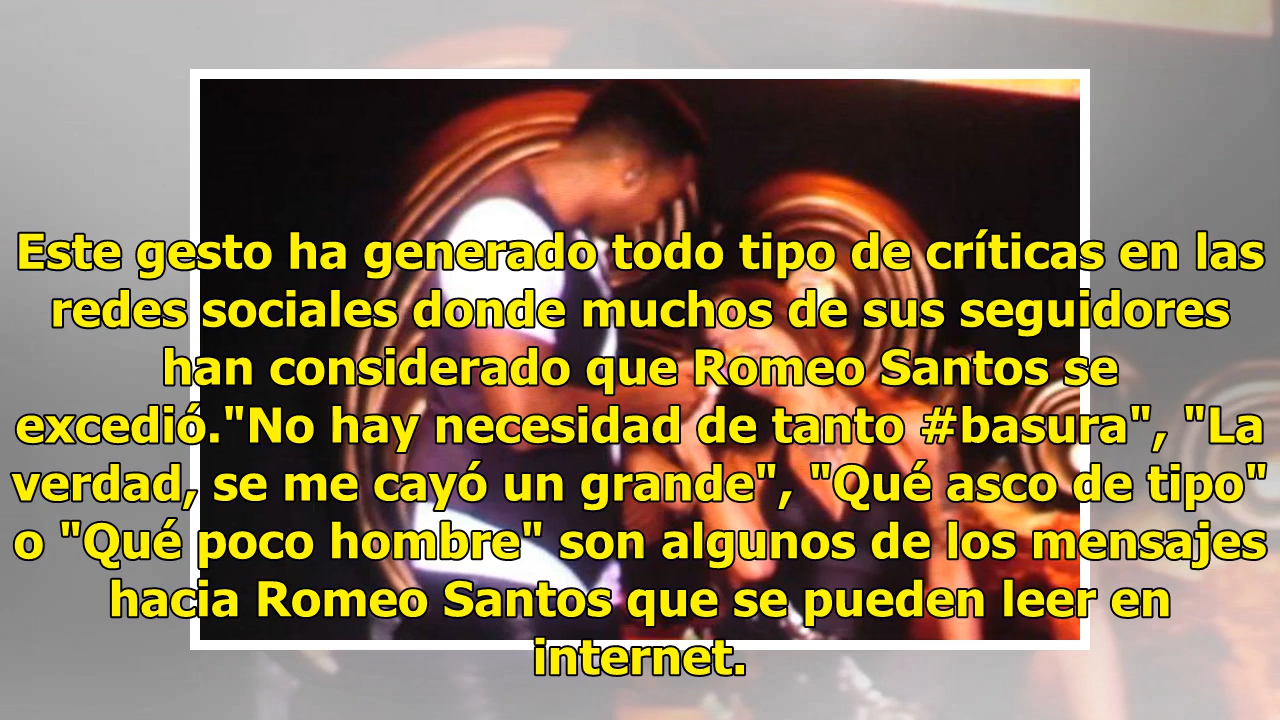 Este gesto ha generado todo tipo de críticas en las
redes sociales donde muchos de sus seguidores
han considerado que Romeo Santos se
excedió."No hay necesidad de tanto #basura", "La
verdad, se me cayó un grande", "Qué asco de tipo"
o "Qué poco hombre" son algunos de los mensajes
hacia Romeo Santos que se pueden leer en
internet.